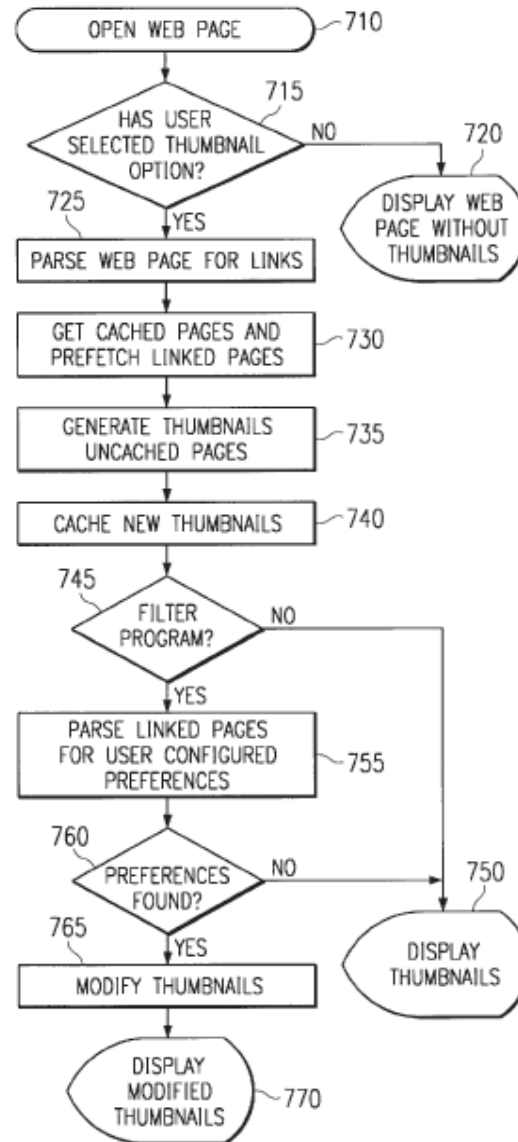 OPEN WEB PAGE
710
715
HAS USER
SELECTED THUMBNAIL
OPTION?
NO
720
DISPLAY WEB
PAGE WITHOUT
THUMBNAILS
725
YES
PARSE WEB PAGE FOR LINKS
GET CACHED PAGES AND
PREFETCH LINKED PAGES
730
GENERATE THUMBNAILS
UNCACHED PAGES
735
CACHE NEW THUMBNAILS
740
745
FILTER
PROGRAM?
NO
YES
PARSE LINKED PAGES
FOR USER CONFIGURED
PREFERENCES
755
760
PREFERENCES
FOUND?
NO
750
DISPLAY
THUMBNAILS
765
YES
MODIFY THUMBNAILS
DISPLAY
MODIFIED
THUMBNAILS
770